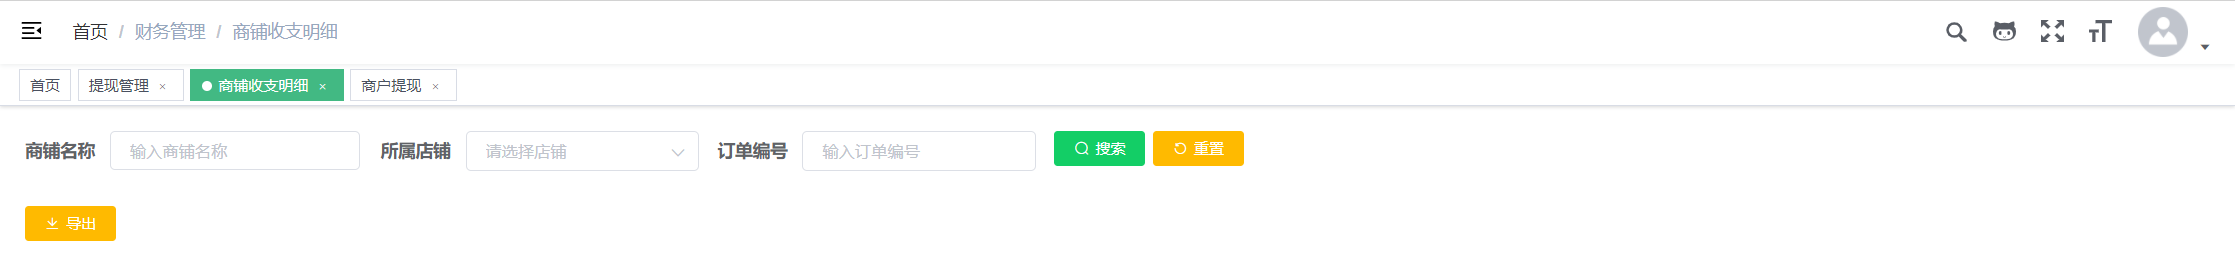 首页 / 财务管理 / 商铺收支明细
首页 提现管理 × 商铺收支明细 × 商户提现 ×
商铺名称 输入商铺名称 所属店铺 请选择店铺 订单编号 输入订单编号 搜索 重置
导出